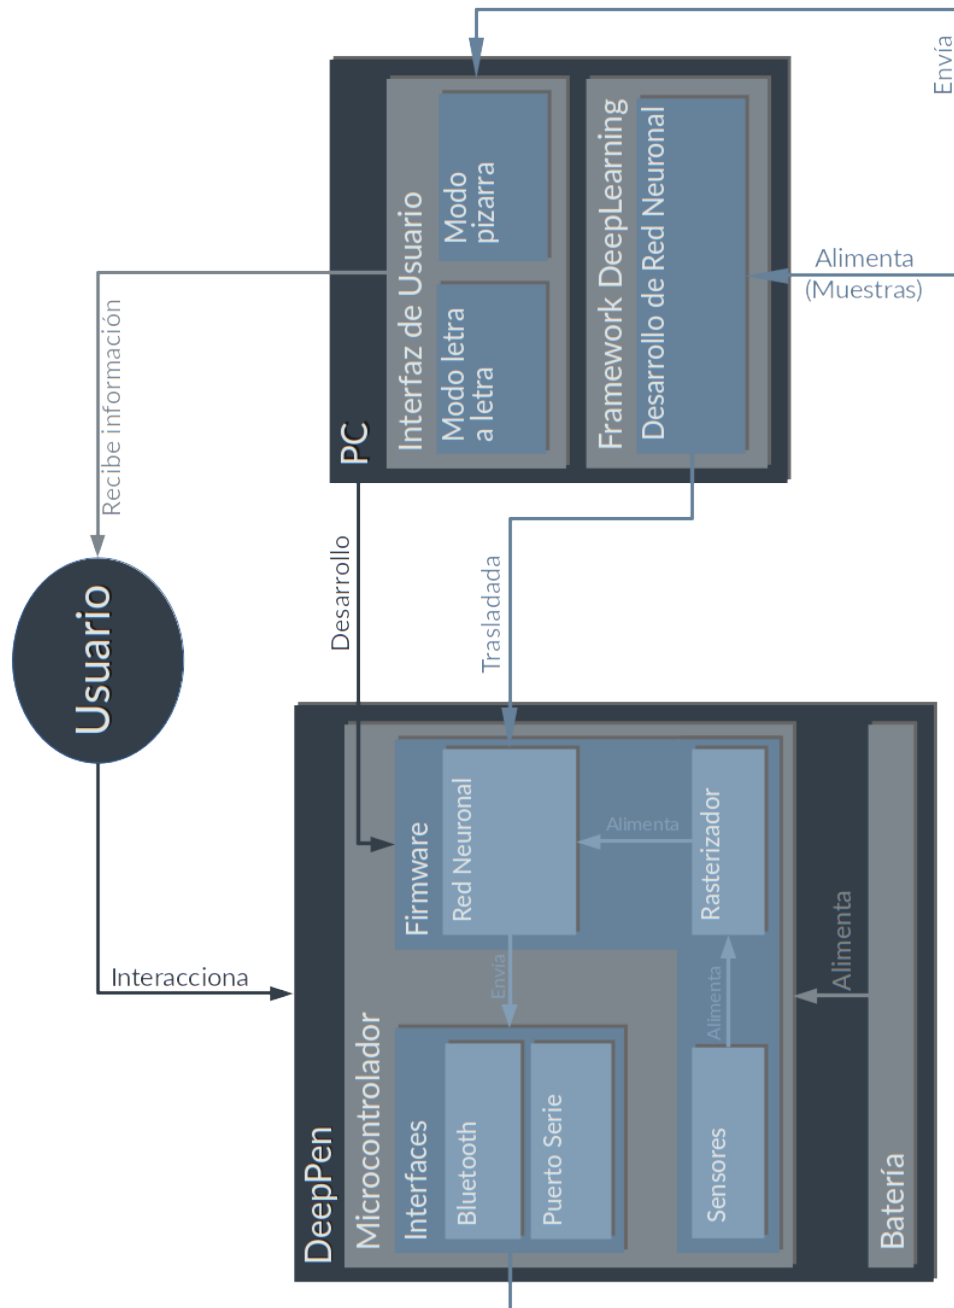 Usuario
Interacciona
Recibe información
DeepPen
Microcontrolador
Interfaces
Bluetooth
Puerto Serie
Envía
Firmware
Red Neuronal
Alimenta
Rasterizador
Sensores
Alimenta
Alimenta
Batería
Desarrollo
Trasladada
PC
Interfaz de Usuario
Modo letra
a letra
Modo
pizarra
Framework DeepLearning
Desarrollo de Red Neuronal
Alimenta
(Muestras)
Envía